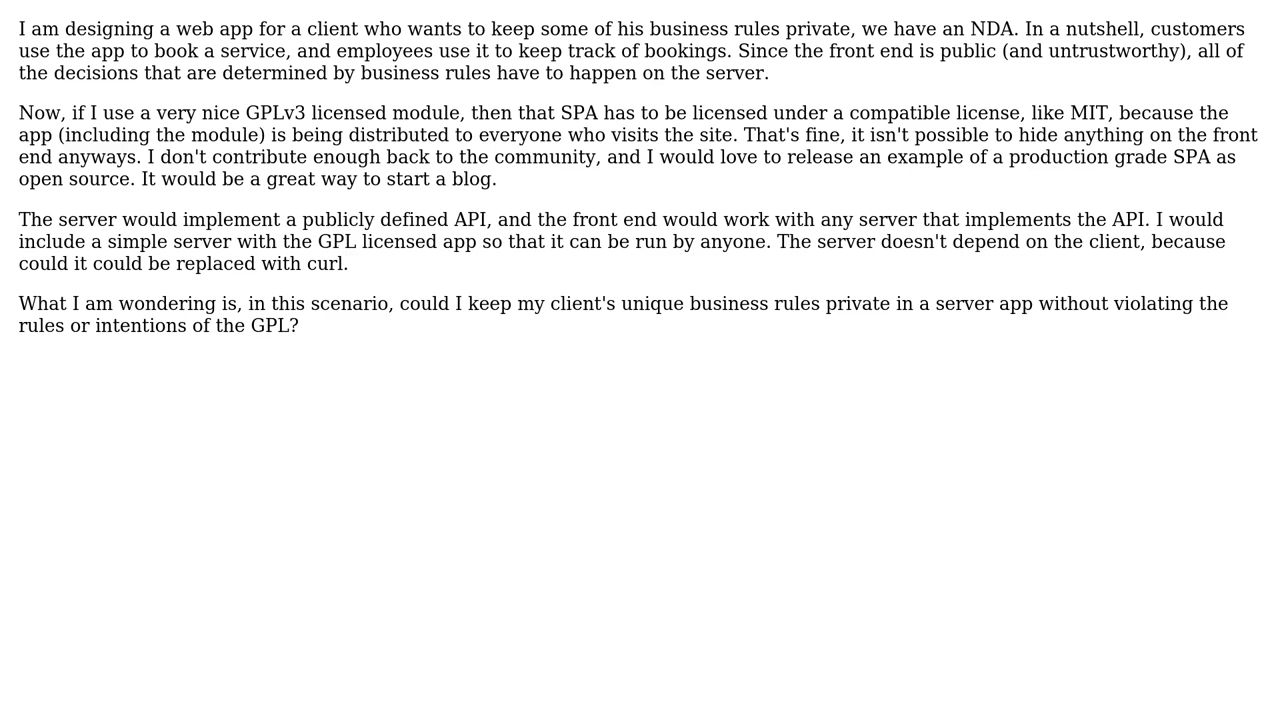 I am designing a web app for a client who wants to keep some of his business rules private, we have an NDA. In a nutshell, customers
use the app to book a service, and employees use it to keep track of bookings. Since the front end is public (and untrustworthy), all of
the decisions that are determined by business rules have to happen on the server.
Now, if I use a very nice GPLv3 licensed module, then that SPA has to be licensed under a compatible license, like MIT, because the
app (including the module) is being distributed to everyone who visits the site. That's fine, it isn't possible to hide anything on the front
end anyways. I don't contribute enough back to the community, and I would love to release an example of a production grade SPA as
open source. It would be a great way to start a blog.
The server would implement a publicly defined API, and the front end would work with any server that implements the API. I would
include a simple server with the GPL licensed app so that it can be run by anyone. The server doesn't depend on the client, because
could it could be replaced with curl.
What I am wondering is, in this scenario, could I keep my client's unique business rules private in a server app without violating the
rules or intentions of the GPL?